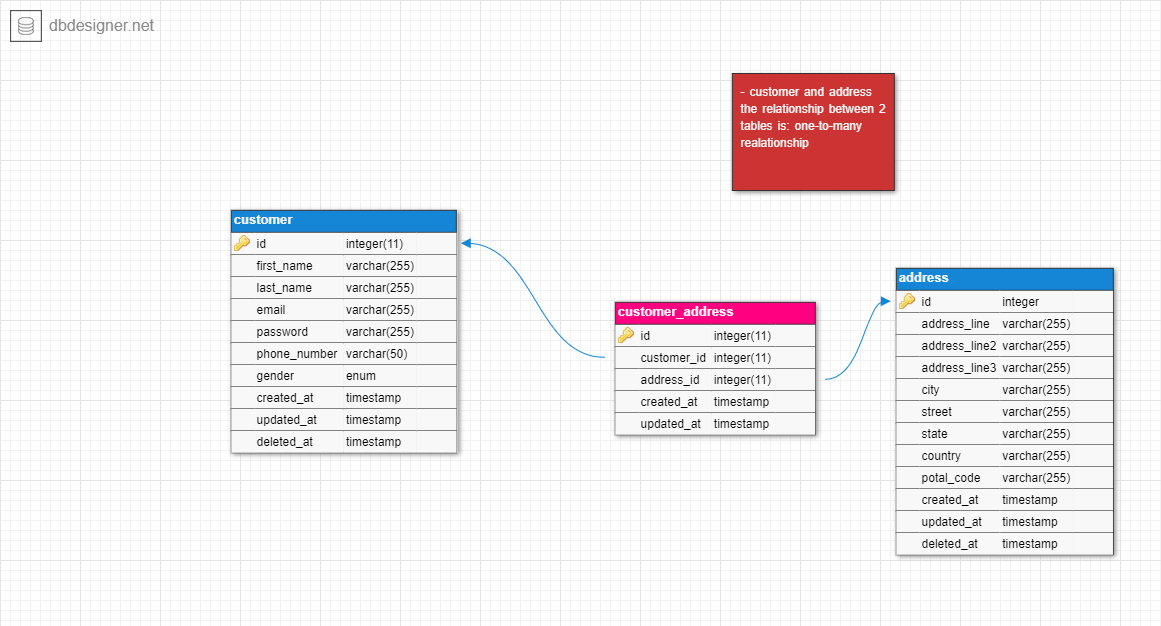 dbdesigner.net
- customer and address
the relationship between 2
tables is: one-to-many
realationship
customer
id integer(11)
first_name varchar(255)
last_name varchar(255)
email varchar(255)
password varchar(255)
phone_number varchar(50)
gender enum
created_at timestamp
updated_at timestamp
deleted_at timestamp
customer_address
id integer(11)
customer_id integer(11)
address_id integer(11)
created_at timestamp
updated_at timestamp
address
id integer
address_line varchar(255)
address_line2 varchar(255)
address_line3 varchar(255)
city varchar(255)
street varchar(255)
state varchar(255)
country varchar(255)
potal_code varchar(255)
created_at timestamp
updated_at timestamp
deleted_at timestamp